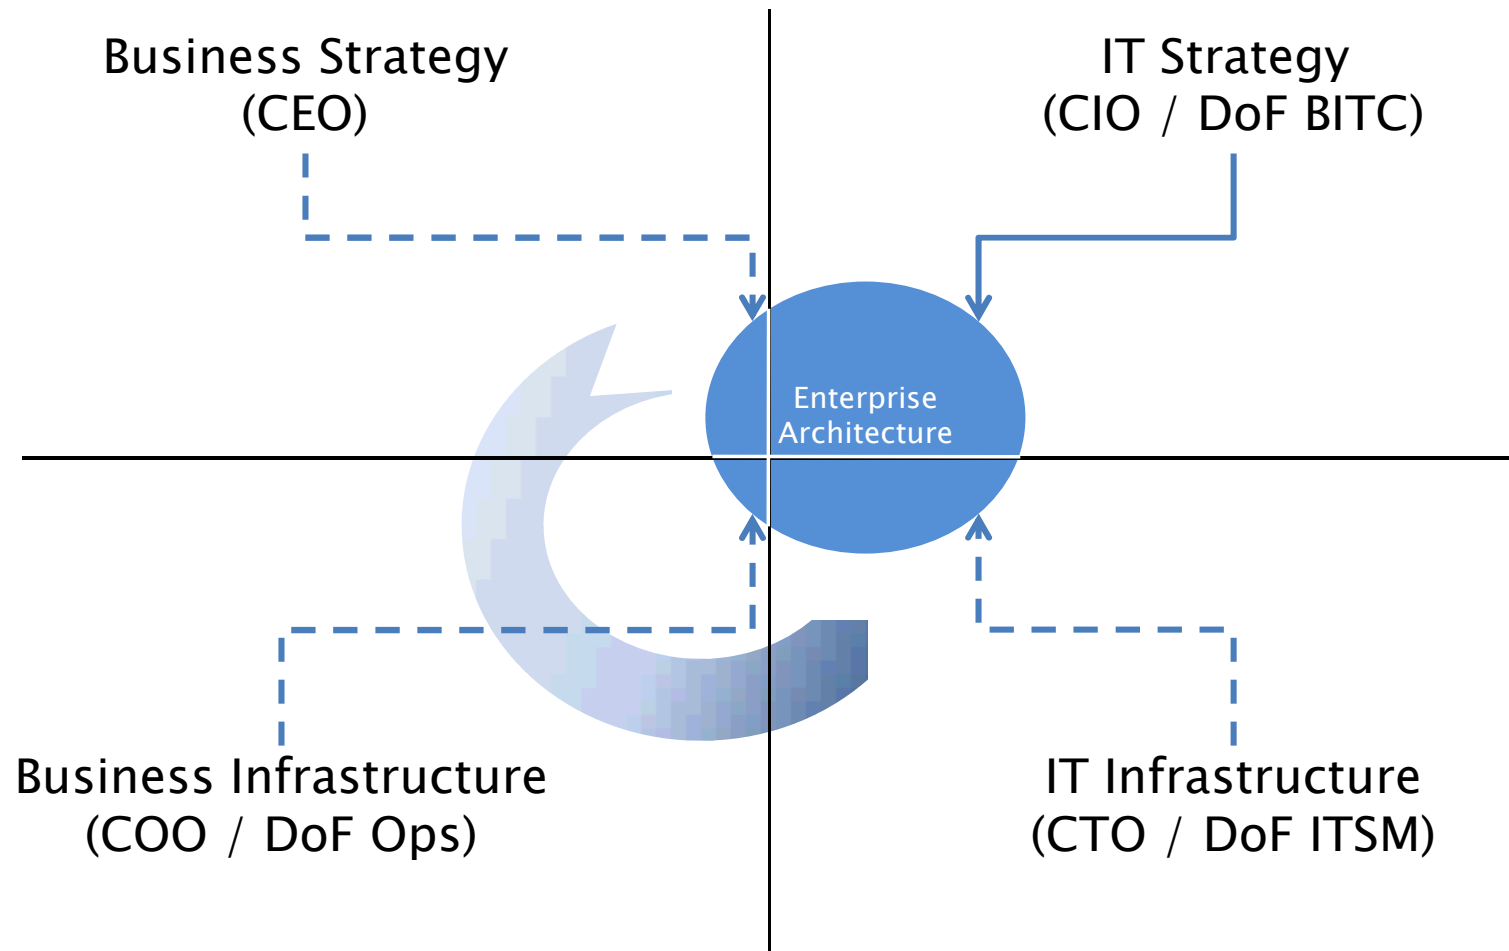 Business Strategy
(CEO)
IT Strategy
(CIO / DoF BITC)
Enterprise
Architecture
Business Infrastructure
(COO / DoF Ops)
IT Infrastructure
(CTO / DoF ITSM)